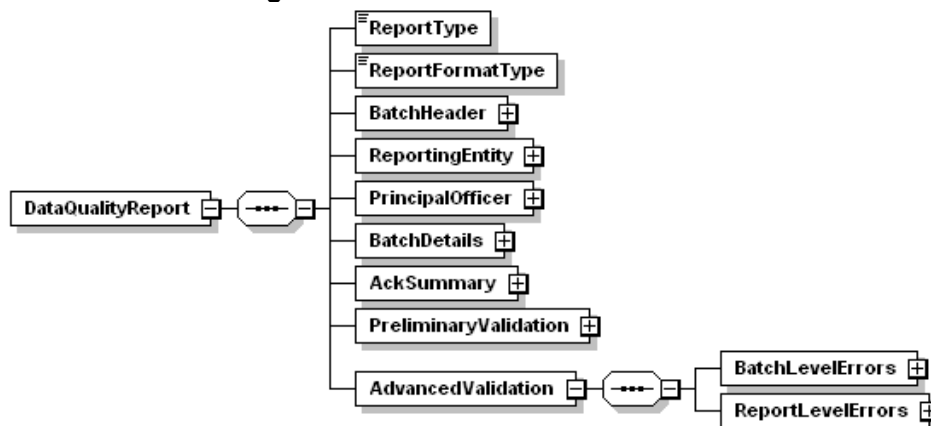 ReportType
ReportFormatType
BatchHeader
ReportingEntity
PrincipalOfficer
DataQualityReport
BatchDetails
AckSummary
PreliminaryValidation
BatchLevelErrors
AdvancedValidation
ReportLevelErrors